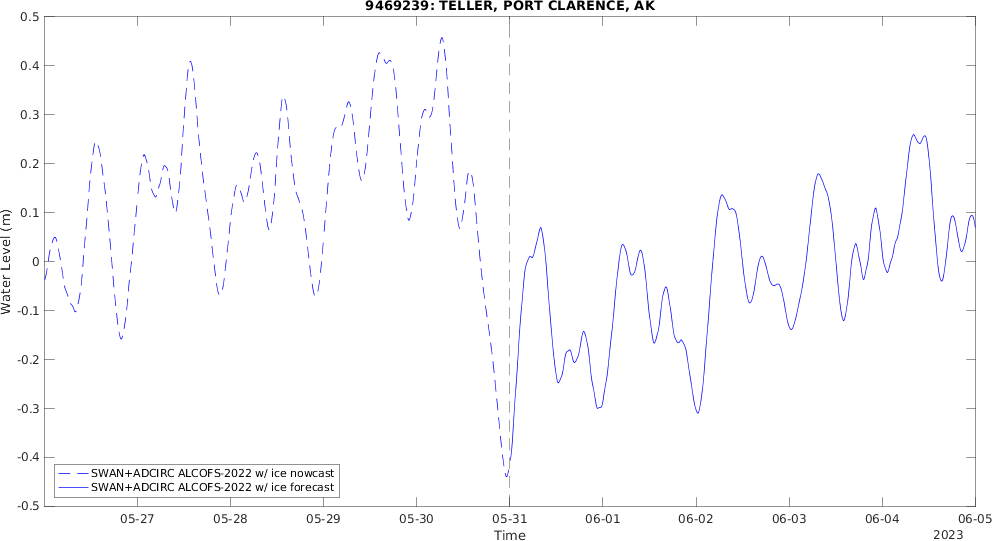 9469239: TELLER, PORT CLARENCE, AK
0.5
0.4
0.3
0.2
0.1
0
-0.1
-0.2
-0.3
-0.4
-0.5
Water Level (m)
SWAN+ADCIRC ALCOFS-2022 w/ ice nowcast
SWAN+ADCIRC ALCOFS-2022 w/ ice forecast
05-27 05-28 05-29 05-30 05-31 06-01 06-02 06-03 06-04 06-05
Time
2023